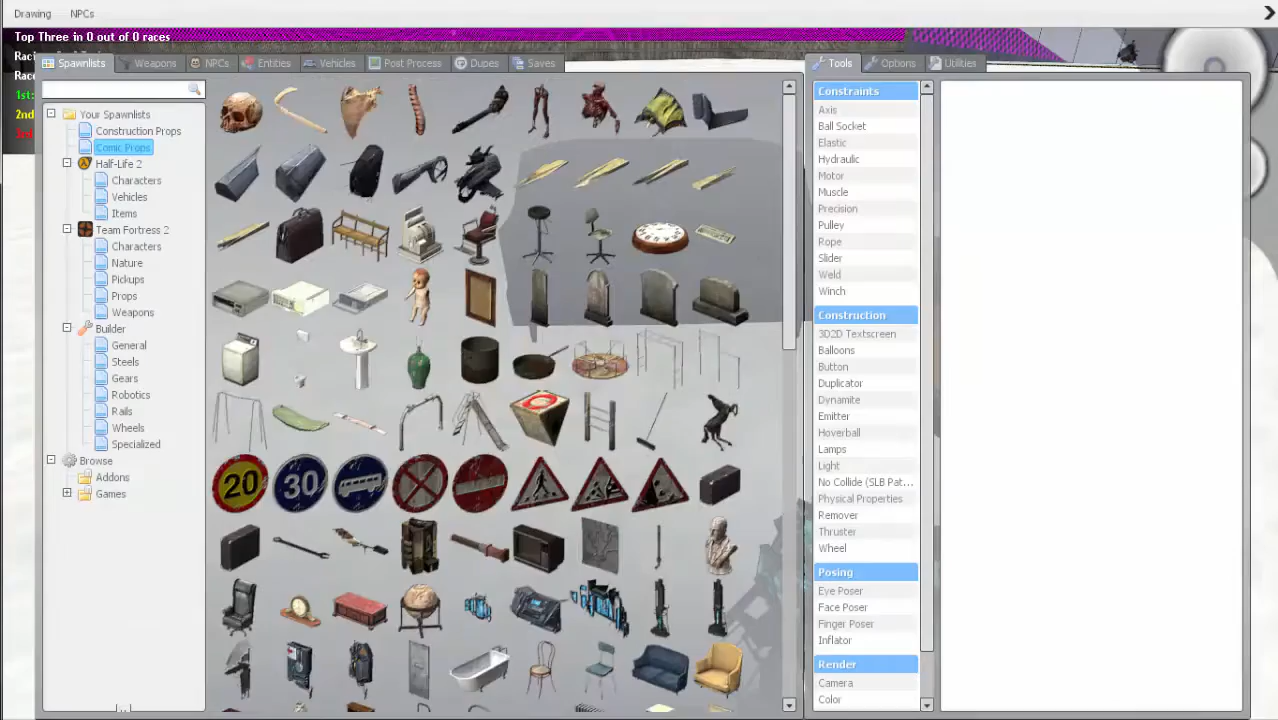 Drawing NPCs
Top Three in 0 out of 0 races
Spawnlists Weapons NPCs Entities Vehicles Post Process Dupes Saves Tools Options Utilities
Your Spawnlists
Construction Props
Comic Props
Half-Life 2
Characters
Vehicles
Items
Team Fortress 2
Characters
Nature
Pickups
Props
Weapons
Builder
General
Steels
Gears
Robotics
Rails
Wheels
Specialized
Browse
Addons
Games
20 30
Constraints
Axis
Ball Socket
Elastic
Hydraulic
Motor
Muscle
Precision
Pulley
Rope
Slider
Weld
Winch
Construction
3D2D Textscreen
Balloons
Button
Duplicator
Dynamite
Emitter
Hoverball
Lamps
Light
No Collide (SLB Pat...
Physical Properties
Remover
Thruster
Wheel
Posing
Eye Poser
Face Poser
Finger Poser
Inflator
Render
Camera
Color